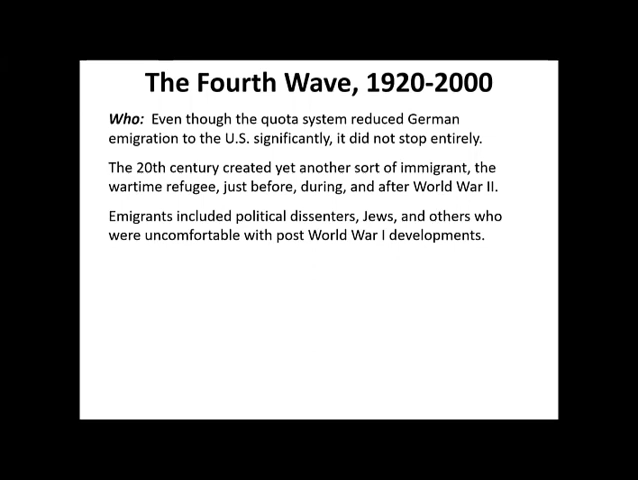 The Fourth Wave, 1920-2000
Who: Even though the quota system reduced German
emigration to the U.S. significantly, it did not stop entirely.
The 20th century created yet another sort of immigrant, the
wartime refugee, just before, during, and after World War II.
Emigrants included political dissenters, Jews, and others who
were uncomfortable with post World War I developments.